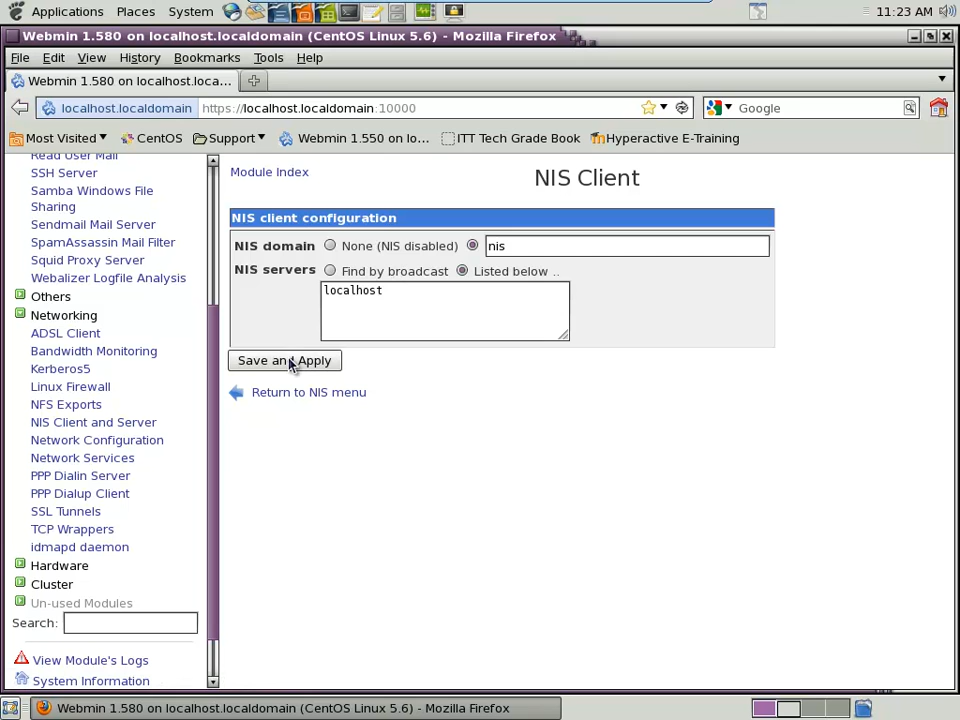 Applications Places System 11:23 AM
Webmin 1.580 on localhost.localdomain (CentOS Linux 5.6) - Mozilla Firefox
File Edit View History Bookmarks Tools Help
Webmin 1.580 on localhost.loca...
localhost.localdomain https://localhost.localdomain:10000 Google
Most Visited CentOS Support Webmin 1.550 on lo... ITT Tech Grade Book Hyperactive E-Training
Read User Mail
SSH Server
Samba Windows File
Sharing
Sendmail Mail Server
SpamAssassin Mail Filter
Squid Proxy Server
Webalizer Logfile Analysis
Others
Networking
ADSL Client
Bandwidth Monitoring
Kerberos5
Linux Firewall
NFS Exports
NIS Client and Server
Network Configuration
Network Services
PPP Dialin Server
PPP Dialup Client
SSL Tunnels
TCP Wrappers
idmapd daemon
Hardware
Cluster
Un-used Modules
Search:
View Module's Logs
System Information
Module Index
NIS Client
NIS client configuration
NIS domain None (NIS disabled) nis
NIS servers Find by broadcast Listed below ..
localhost
Save and Apply
Return to NIS menu
Webmin 1.580 on localhost.localdomain (CentOS Linux 5.6) - Mozilla Firefox